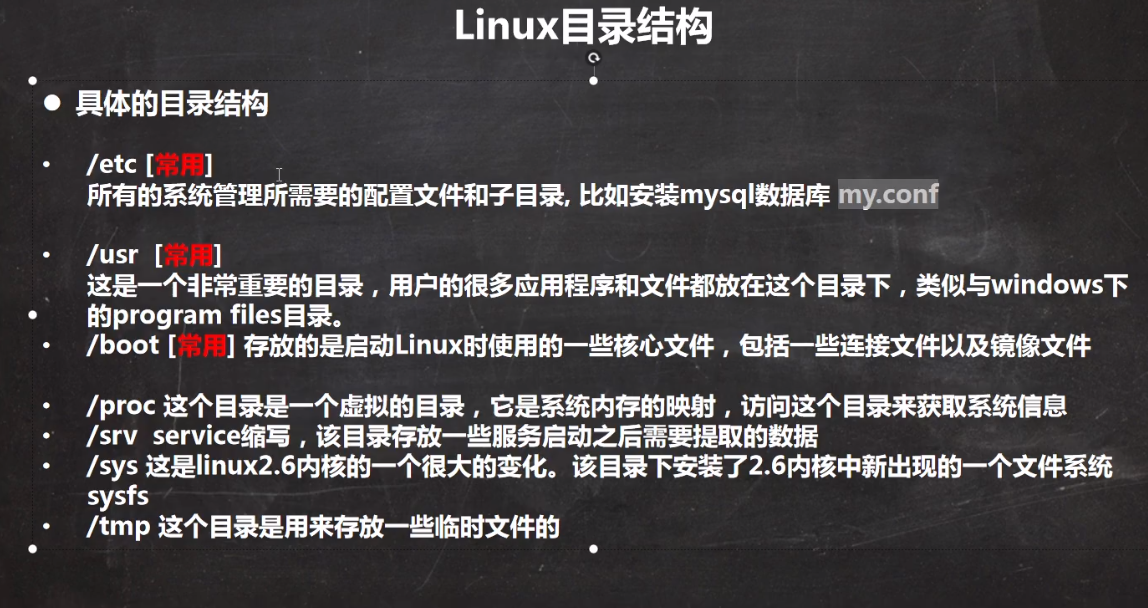 Linux目录结构
● 具体的目录结构
• /etc [常用]
所有的系统管理所需要的配置文件和子目录, 比如安装mysql数据库 my.conf
• /usr [常用]
这是一个非常重要的目录，用户的很多应用程序和文件都放在这个目录下，类似与windows下
的program files目录。
• /boot [常用] 存放的是启动Linux时使用的一些核心文件，包括一些连接文件以及镜像文件
• /proc 这个目录是一个虚拟的目录，它是系统内存的映射，访问这个目录来获取系统信息
• /srv service缩写，该目录存放一些服务启动之后需要提取的数据
• /sys 这是linux2.6内核的一个很大的变化。该目录下安装了2.6内核中新出现的一个文件系统
sysfs
• /tmp 这个目录是用来存放一些临时文件的